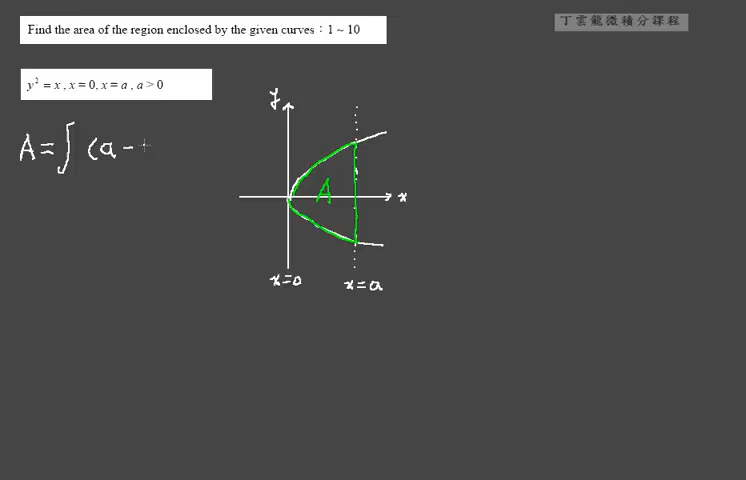 丁雲龍微積分課程
Find the area of the region enclosed by the given curves：1 ~ 10
y² = x , x = 0, x = a , a > 0
A = ∫ (a −
y
A
x
x=0
x=a